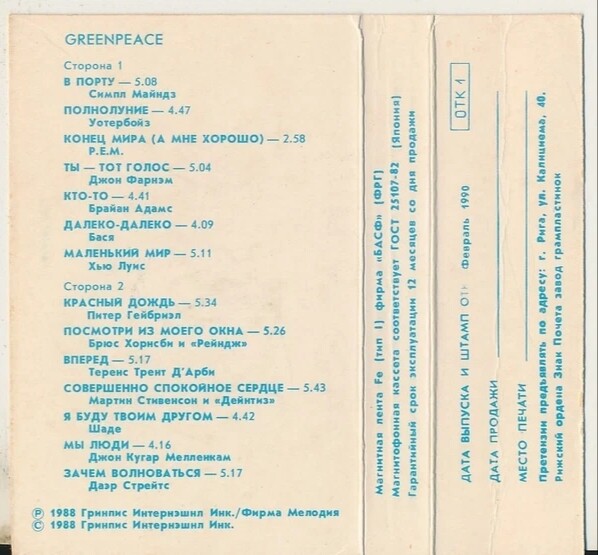 GREENPEACE
Сторона 1
В ПОРТУ — 5.08
Симпл Майндз
ПОЛНОЛУНИЕ — 4.47
Уотербойз
КОНЕЦ МИРА (А МНЕ ХОРОШО) — 2.58
Р.Е.М.
ТЫ — ТОТ ГОЛОС — 5.04
Джон Фарнэм
КТО-ТО — 4.41
Брайан Адамс
ДАЛЕКО-ДАЛЕКО — 4.09
Бася
МАЛЕНЬКИЙ МИР — 5.11
Хью Луис
Сторона 2
КРАСНЫЙ ДОЖДЬ — 5.34
Питер Гейбриэл
ПОСМОТРИ ИЗ МОЕГО ОКНА — 5.26
Брюс Хорнсби и «Рейндж»
ВПЕРЕД — 5.17
Теренс Трент Д'Арби
СОВЕРШЕННО СПОКОЙНОЕ СЕРДЦЕ — 5.43
Мартин Стивенсон и «Дейнтиз»
Я БУДУ ТВОИМ ДРУГОМ — 4.42
Шаде
МЫ ЛЮДИ — 4.16
Джон Кугар Мелленкам
ЗАЧЕМ ВОЛНОВАТЬСЯ — 5.17
Даэр Стрейтс
℗ 1988 Гринпис Интернэшнл Инк./Фирма Мелодия
© 1988 Гринпис Интернэшнл Инк.
Магнитная лента Fe (тип I) фирма «БАСФ» (ФРГ)
Магнитофонная кассета соответствует ГОСТ 25107-82 (Япония)
Гарантийный срок эксплуатации 12 месяцев со дня продажи
ДАТА ВЫПУСКА И ШТАМП ОТК Февраль 1990
ОТК 1
ДАТА ПРОДАЖИ
МЕСТО ПЕЧАТИ
Претензии предъявлять по адресу: г. Рига, ул. Калнциема, 40.
Рижский ордена Знак Почета завод грампластинок